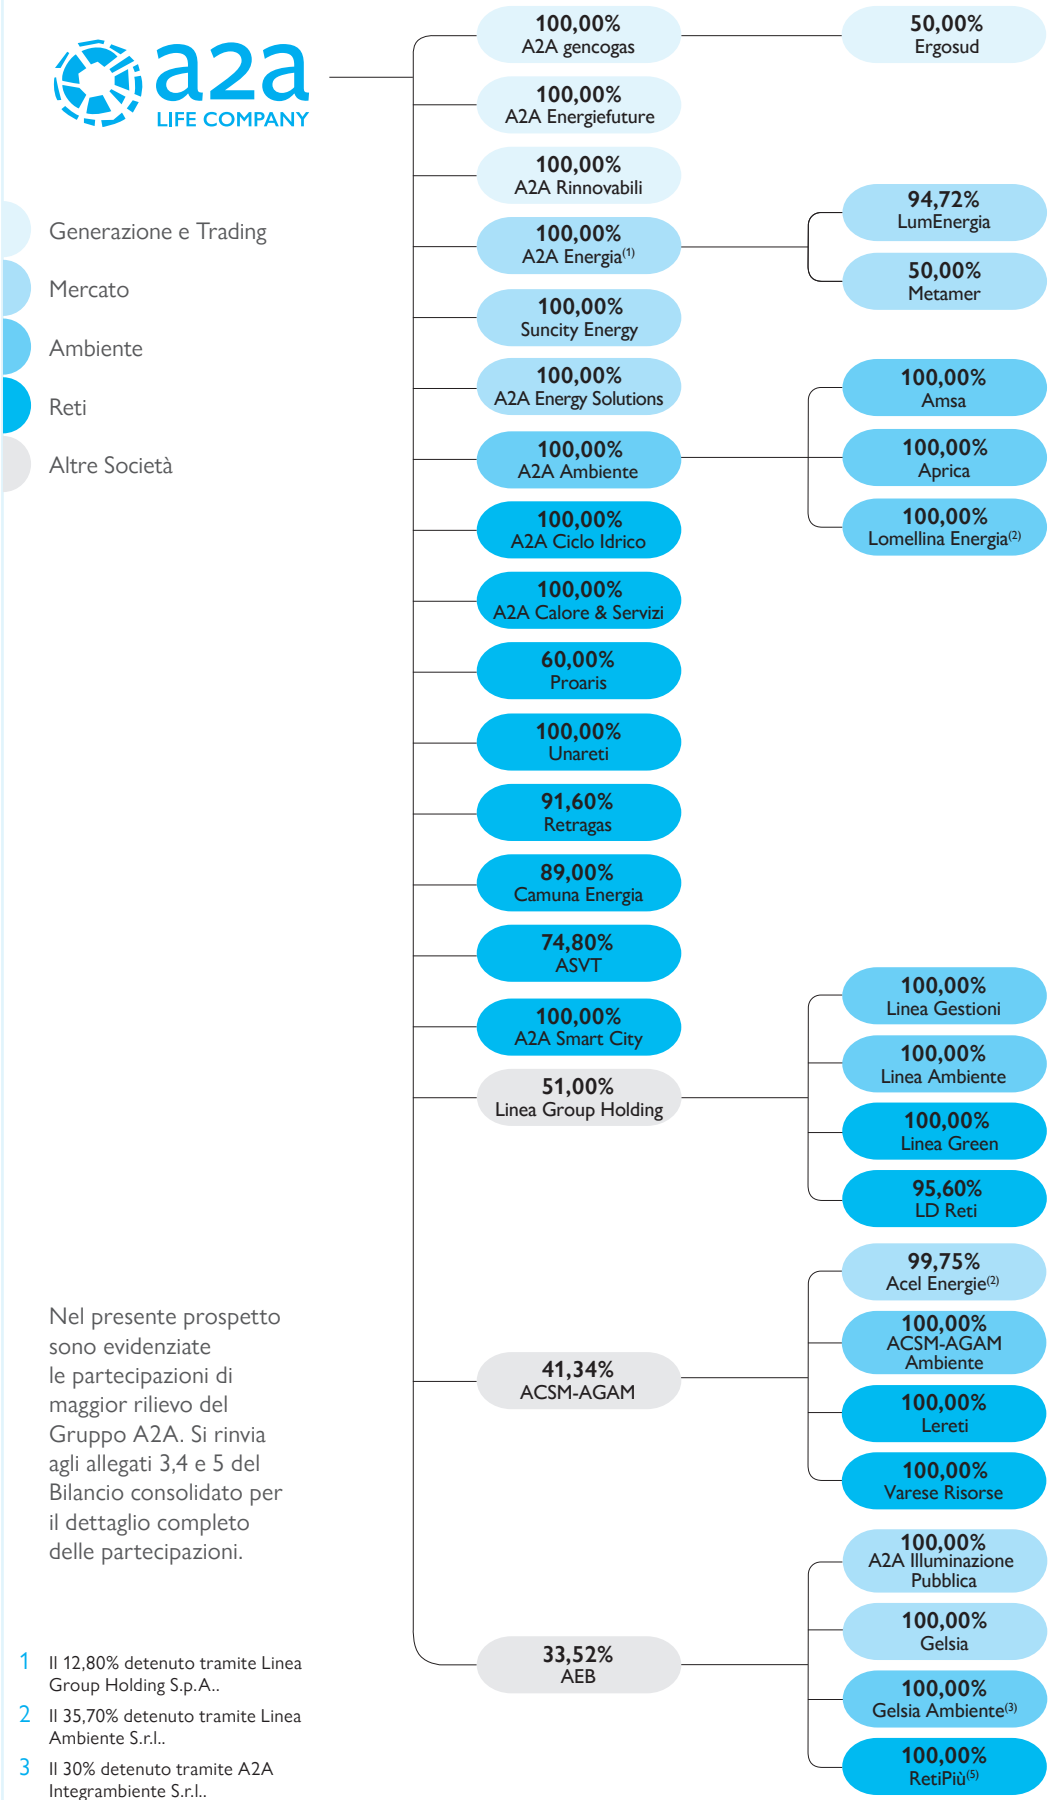 a2a
LIFE COMPANY
Generazione e Trading
Mercato
Ambiente
Reti
Altre Società
100,00%
A2A gencogas
50,00%
Ergosud
100,00%
A2A Energiefuture
100,00%
A2A Rinnovabili
100,00%
A2A Energia(1)
94,72%
LumEnergia
50,00%
Metamer
100,00%
Suncity Energy
100,00%
A2A Energy Solutions
100,00%
A2A Ambiente
100,00%
Amsa
100,00%
Aprica
100,00%
Lomellina Energia(2)
100,00%
A2A Ciclo Idrico
100,00%
A2A Calore & Servizi
60,00%
Proaris
100,00%
Unareti
91,60%
Retragas
89,00%
Camuna Energia
74,80%
ASVT
100,00%
A2A Smart City
51,00%
Linea Group Holding
100,00%
Linea Gestioni
100,00%
Linea Ambiente
100,00%
Linea Green
95,60%
LD Reti
41,34%
ACSM-AGAM
99,75%
Acel Energie(2)
100,00%
ACSM-AGAM
Ambiente
100,00%
Lereti
100,00%
Varese Risorse
33,52%
AEB
100,00%
A2A Illuminazione
Pubblica
100,00%
Gelsia
100,00%
Gelsia Ambiente(3)
100,00%
RetiPiù(5)
Nel presente prospetto
sono evidenziate
le partecipazioni di
maggior rilievo del
Gruppo A2A. Si rinvia
agli allegati 3,4 e 5 del
Bilancio consolidato per
il dettaglio completo
delle partecipazioni.
1 Il 12,80% detenuto tramite Linea
Group Holding S.p.A..
2 Il 35,70% detenuto tramite Linea
Ambiente S.r.l..
3 Il 30% detenuto tramite A2A
Integrambiente S.r.l..